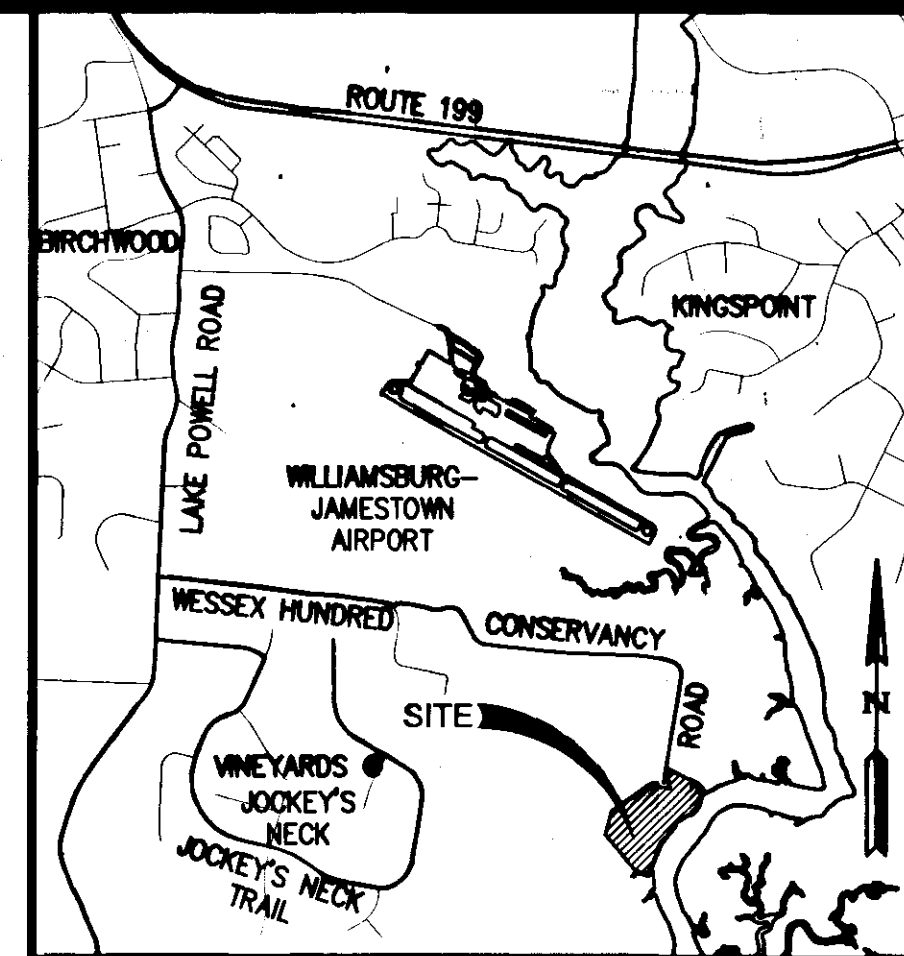 ROUTE 199
BIRCHWOOD
KINGSPOINT
LAKE POWELL ROAD
WILLIAMSBURG-
JAMESTOWN
AIRPORT
WESSEX HUNDRED
CONSERVANCY
ROAD
SITE
N
VINEYARDS
JOCKEY'S
NECK
JOCKEY'S NECK
TRAIL